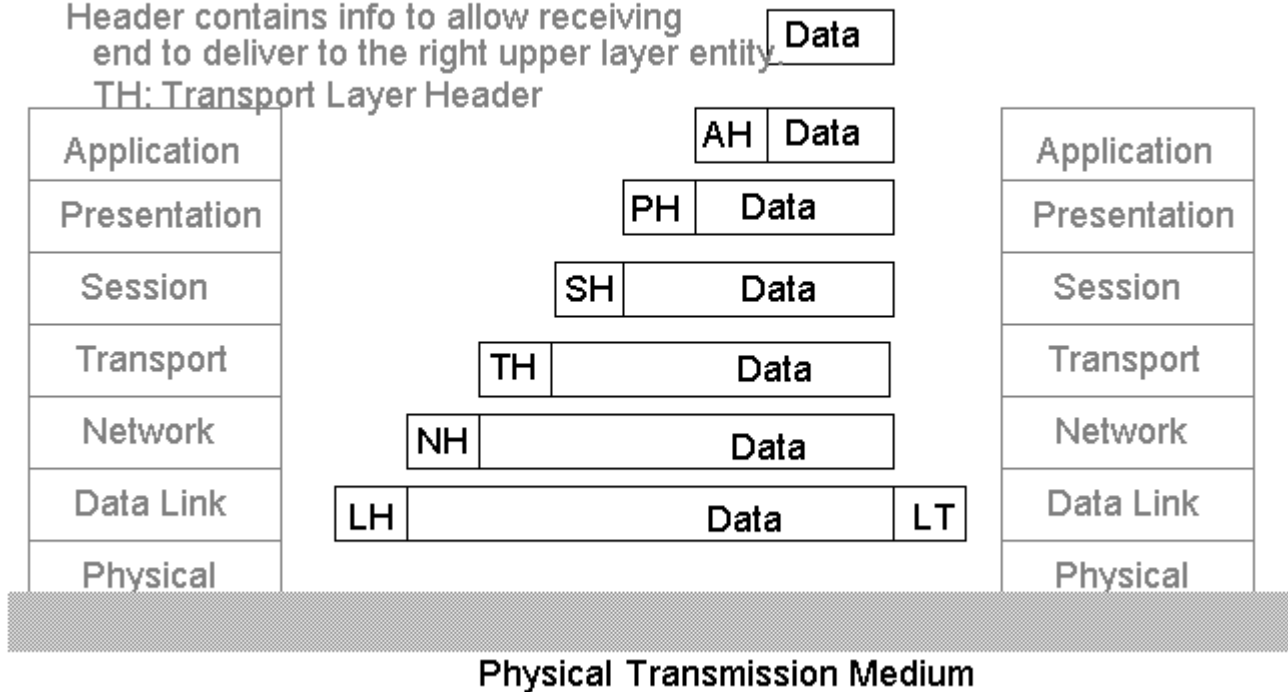 Header contains info to allow receiving
end to deliver to the right upper layer entity.
TH: Transport Layer Header
Data
Application
AH Data
Application
Presentation
PH Data
Presentation
Session
SH Data
Session
Transport
TH Data
Transport
Network
NH Data
Network
Data Link
LH Data LT
Data Link
Physical
Physical
Physical Transmission Medium